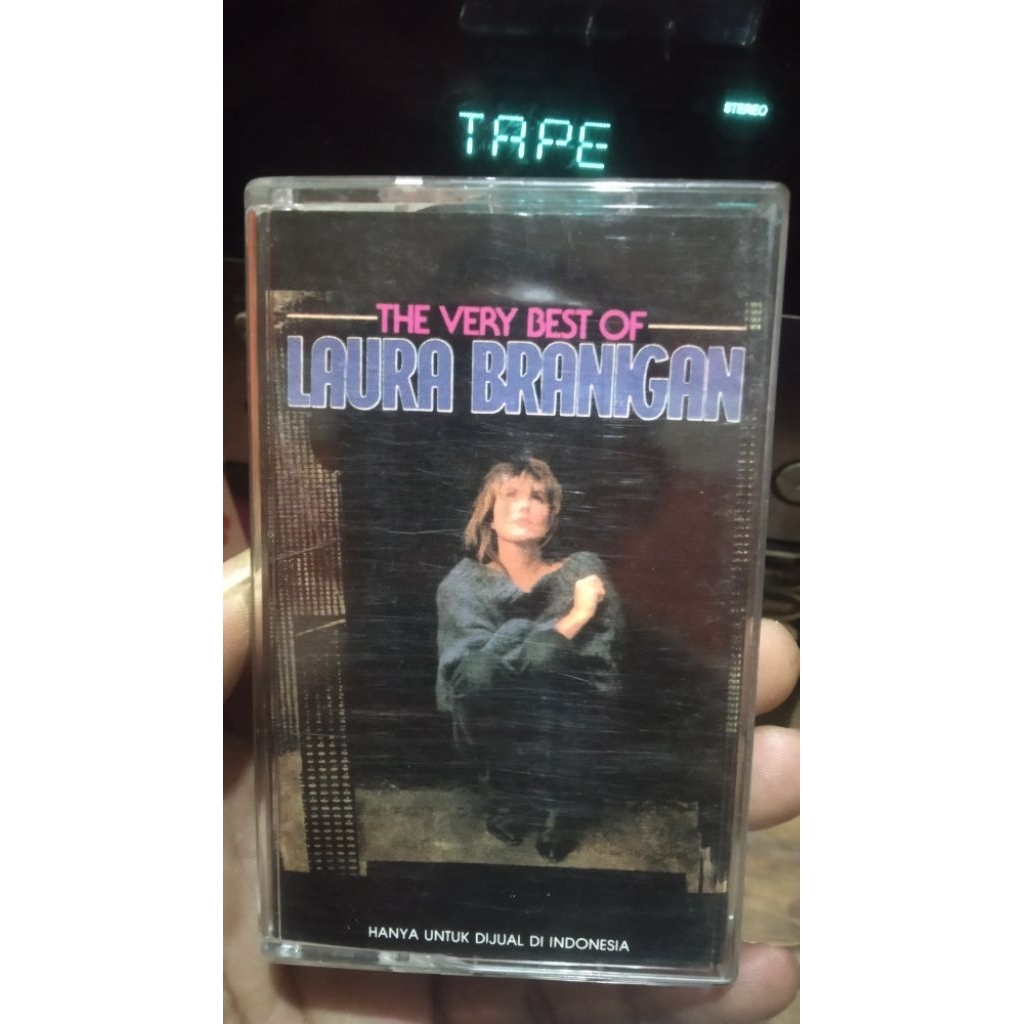 TAPE
STEREO
THE VERY BEST OF
LAURA BRANIGAN
HANYA UNTUK DIJUAL DI INDONESIA